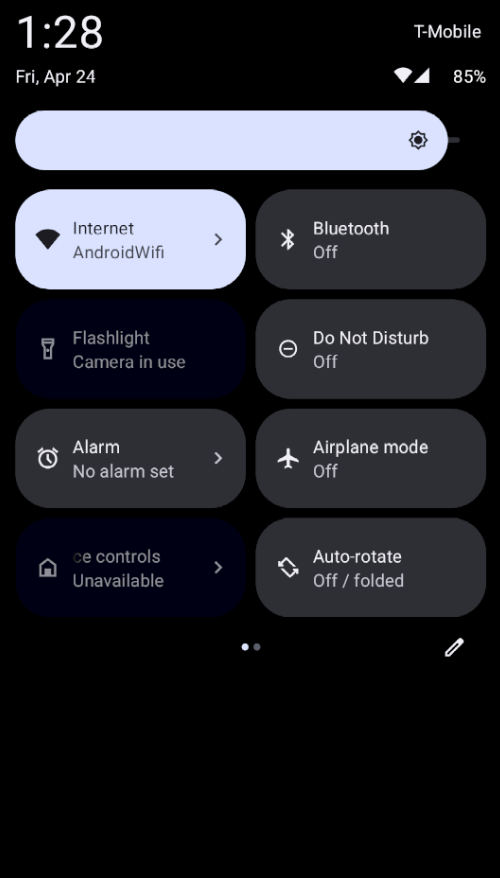 1:28
T-Mobile
Fri, Apr 24
85%
Internet
AndroidWifi
Bluetooth
Off
Flashlight
Camera in use
Do Not Disturb
Off
Alarm
No alarm set
Airplane mode
Off
ce controls
Unavailable
Auto-rotate
Off / folded